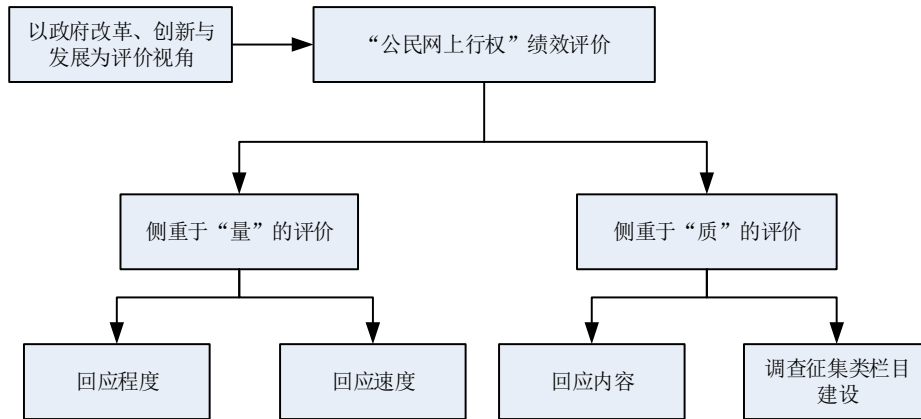 以政府改革、创新与
发展为评价视角
“公民网上行权”绩效评价
侧重于“量”的评价
侧重于“质”的评价
回应程度
回应速度
回应内容
调查征集类栏目
建设